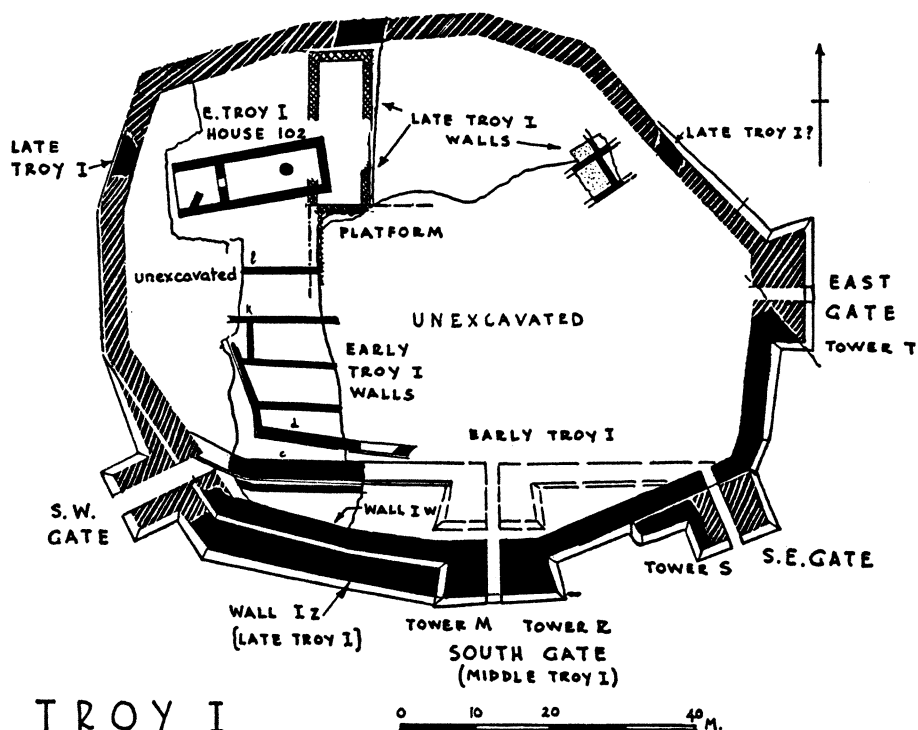 E. TROY I
HOUSE 102
LATE
TROY I
LATE TROY I
WALLS
LATE TROY I?
PLATFORM
l
unexcavated
EAST
GATE
TOWER T
k
UNEXCAVATED
EARLY
TROY I
WALLS
d
c
EARLY TROY I
S.W.
GATE
WALL I W
TOWER S
S.E. GATE
WALL I Z
(LATE TROY I)
TOWER M
TOWER R
SOUTH GATE
(MIDDLE TROY I)
TROY I
0 10 20 40 M.